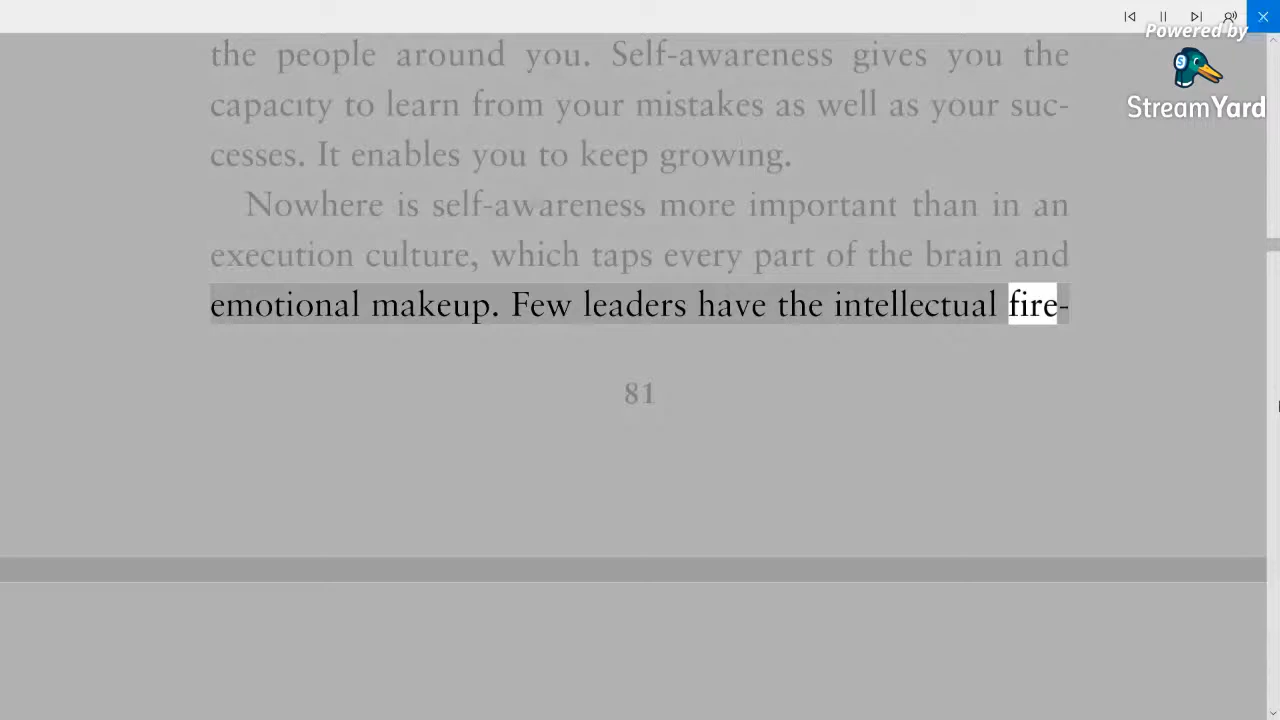 Powered by
StreamYard
the people around you. Self-awareness gives you the
capacity to learn from your mistakes as well as your suc-
cesses. It enables you to keep growing.
Nowhere is self-awareness more important than in an
execution culture, which taps every part of the brain and
emotional makeup. Few leaders have the intellectual fire-
81